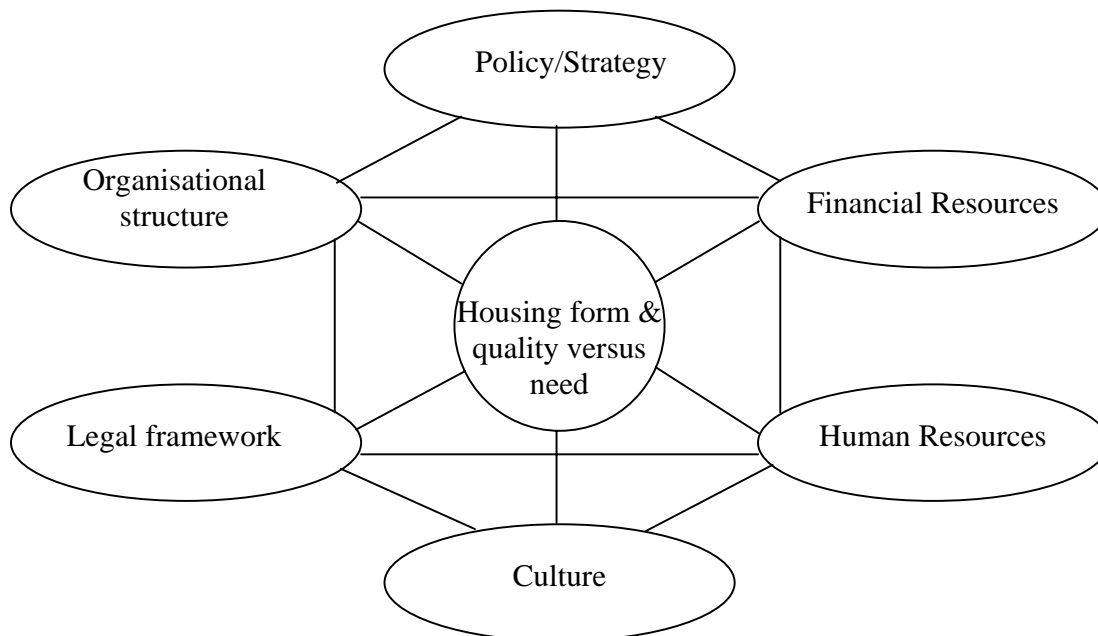 Policy/Strategy
Organisational
structure
Financial Resources
Housing form &
quality versus
need
Legal framework
Human Resources
Culture